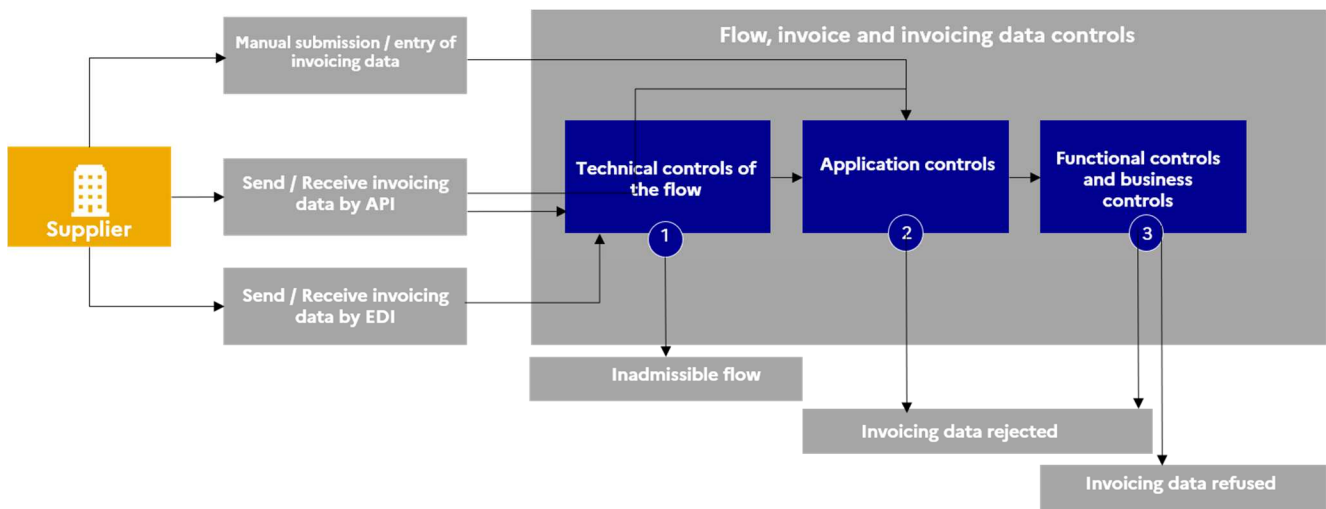 Manual submission / entry of
invoicing data
Flow, invoice and invoicing data controls
Supplier
Send / Receive invoicing
data by API
Technical controls of
the flow
1
Application controls
2
Functional controls
and business
controls
3
Send / Receive invoicing
data by EDI
Inadmissible flow
Invoicing data rejected
Invoicing data refused